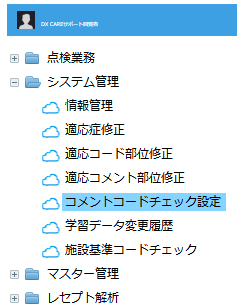 DX CAREサポート開発者
点検業務
システム管理
情報管理
適応症修正
適応コード部位修正
適応コメント部位修正
コメントコードチェック設定
学習データ変更履歴
施設基準コードチェック
マスター管理
レセプト解析